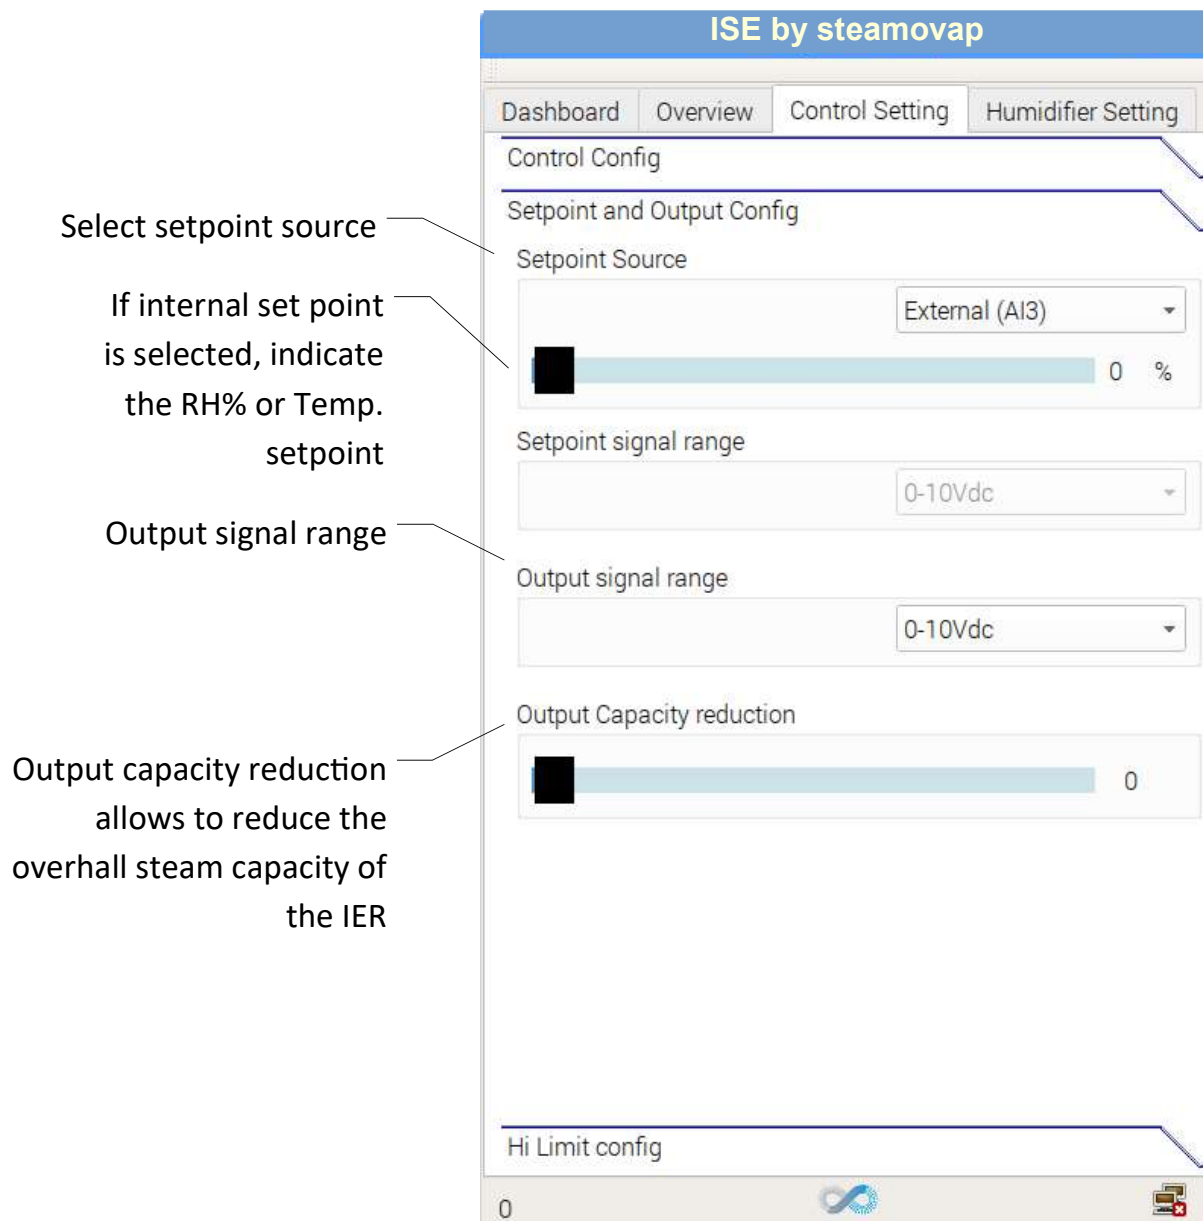 ISE by steamovap
Dashboard Overview Control Setting Humidifier Setting
Control Config
Setpoint and Output Config
Select setpoint source
Setpoint Source
If internal set point
is selected, indicate
the RH% or Temp.
setpoint
External (AI3)
0 %
Setpoint signal range
0-10Vdc
Output signal range
Output signal range
0-10Vdc
Output Capacity reduction
Output capacity reduction
allows to reduce the
overhall steam capacity of
the IER
0
Hi Limit config
0